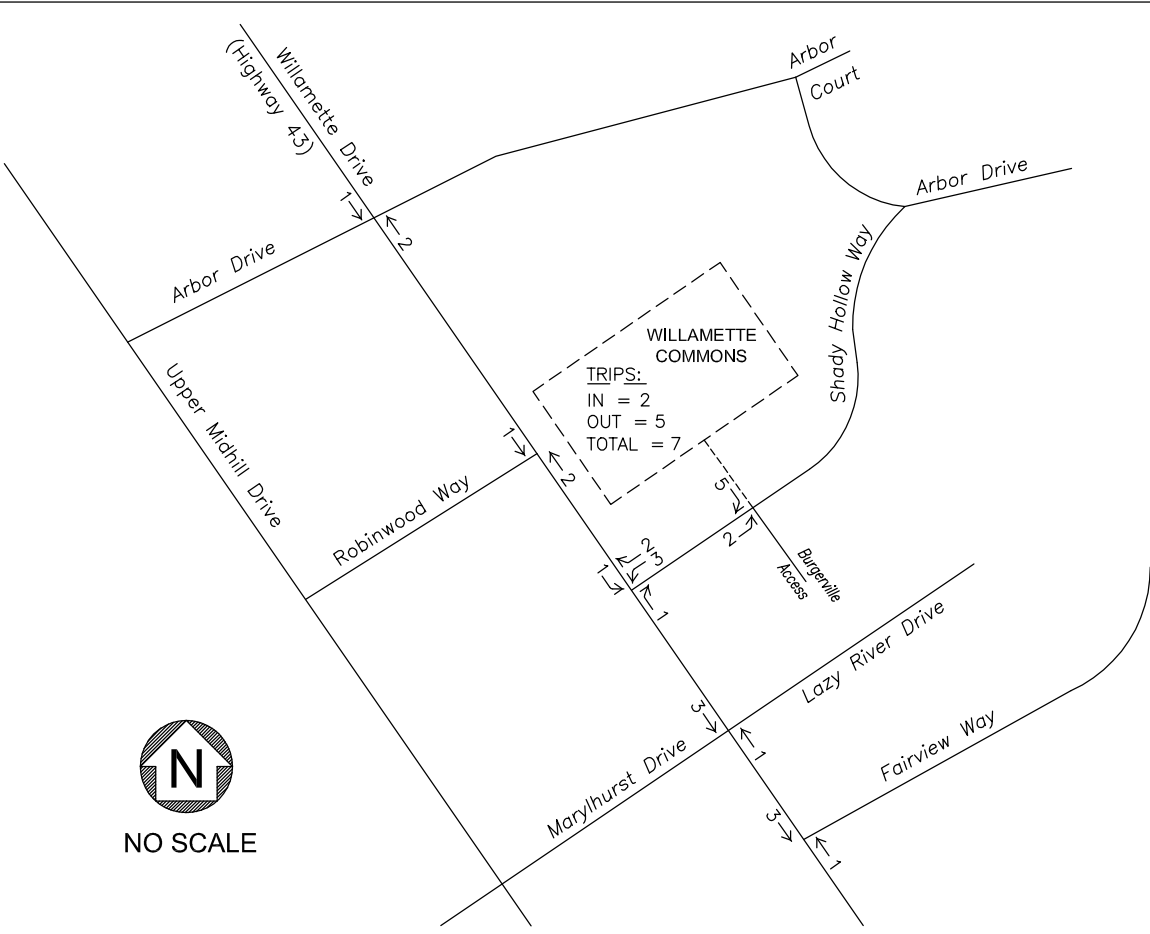 Arbor
Court
Willamette Drive
(Highway 43)
Arbor Drive
1
2
Arbor Drive
Shady Hollow Way
WILLAMETTE
COMMONS
TRIPS:
IN = 2
OUT = 5
TOTAL = 7
Upper Midhill Drive
1
2
Robinwood Way
5
2
2
3
1
1
Burgerville
Access
Lazy River Drive
3
1
Marylhurst Drive
Fairview Way
3
1
N
NO SCALE